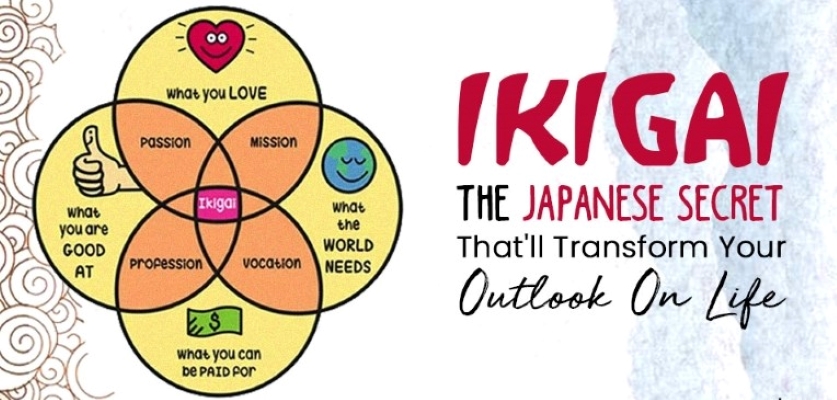 what you LOVE
PASSION
MISSION
what
you are
GOOD
AT
Ikigai
what
the
WORLD
NEEDS
PROFESSION
VOCATION
$
what you can
be PAID FOR
IKIGAI
THE JAPANESE SECRET
That'll Transform Your
Outlook On Life